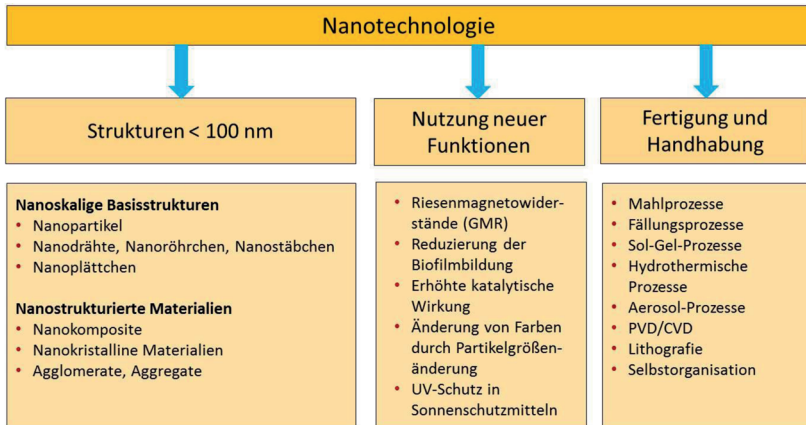 Nanotechnologie
Strukturen < 100 nm
Nutzung neuer
Funktionen
Fertigung und
Handhabung
Nanoskalige Basisstrukturen
• Nanopartikel
• Nanodrähte, Nanoröhrchen, Nanostäbchen
• Nanoplättchen
Nanostrukturierte Materialien
• Nanokomposite
• Nanokristalline Materialien
• Agglomerate, Aggregate
• Riesenmagnetowider-
stände (GMR)
• Reduzierung der
Biofilmbildung
• Erhöhte katalytische
Wirkung
• Änderung von Farben
durch Partikelgrößen-
änderung
• UV-Schutz in
Sonnenschutzmitteln
• Mahlprozesse
• Fällungsprozesse
• Sol-Gel-Prozesse
• Hydrothermische
Prozesse
• Aerosol-Prozesse
• PVD/CVD
• Lithografie
• Selbstorganisation